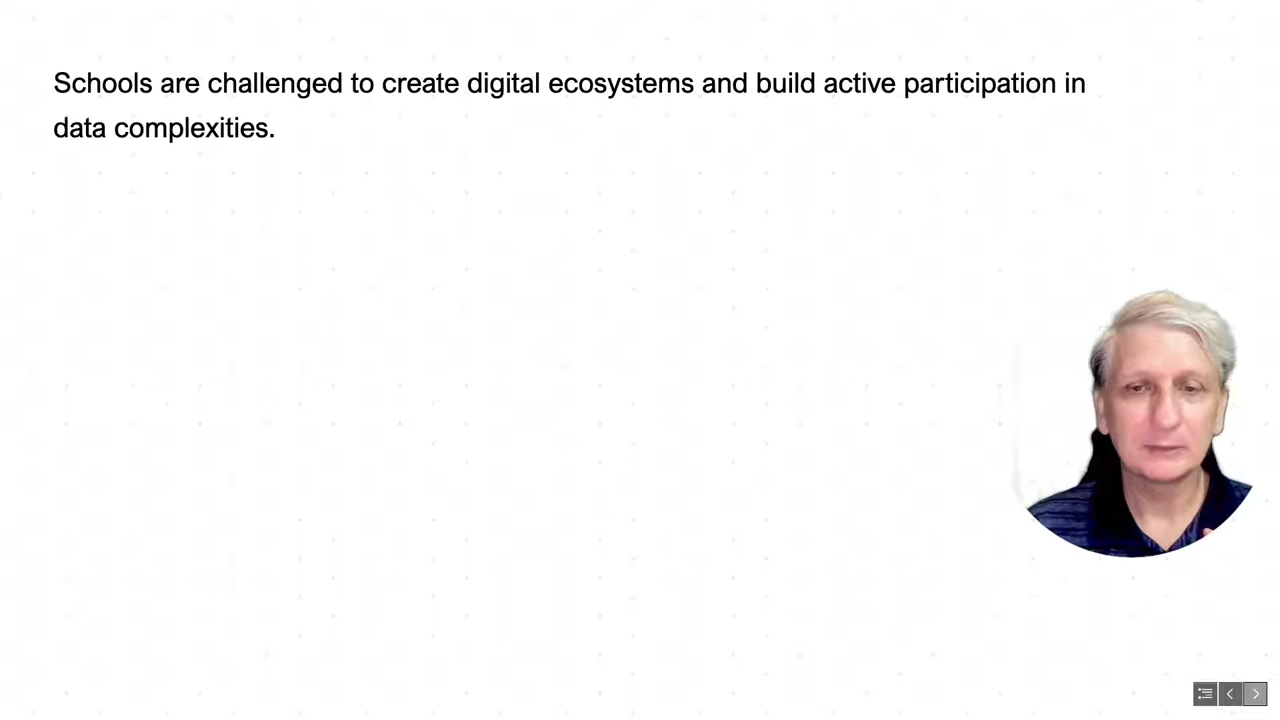 Schools are challenged to create digital ecosystems and build active participation in
data complexities.